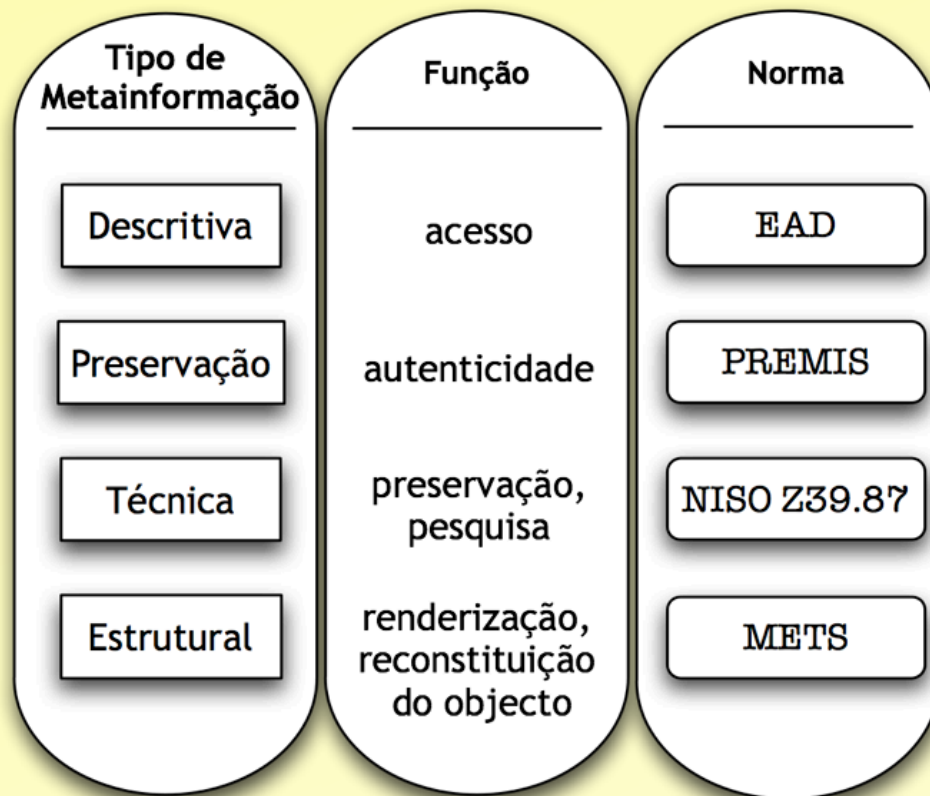 Tipo de
Metainformação
Função
Norma
Descritiva
acesso
EAD
Preservação
autenticidade
PREMIS
Técnica
preservação,
pesquisa
NISO Z39.87
Estrutural
renderização,
reconstituição
do objecto
METS